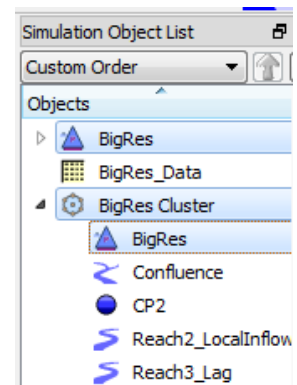 Simulation Object List
Custom Order
Objects
BigRes
BigRes_Data
BigRes Cluster
BigRes
Confluence
CP2
Reach2_LocalInflow
Reach3_Lag